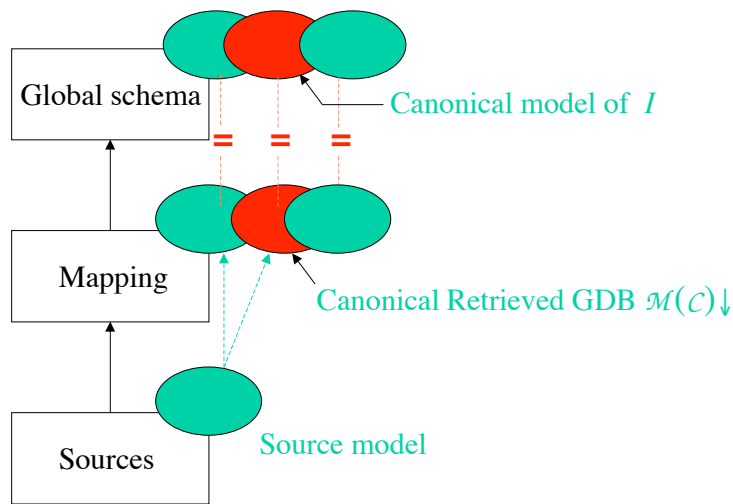 Global schema
Canonical model of I
= = =
Mapping
Canonical Retrieved GDB ℳ(𝒞)↓
Source model
Sources